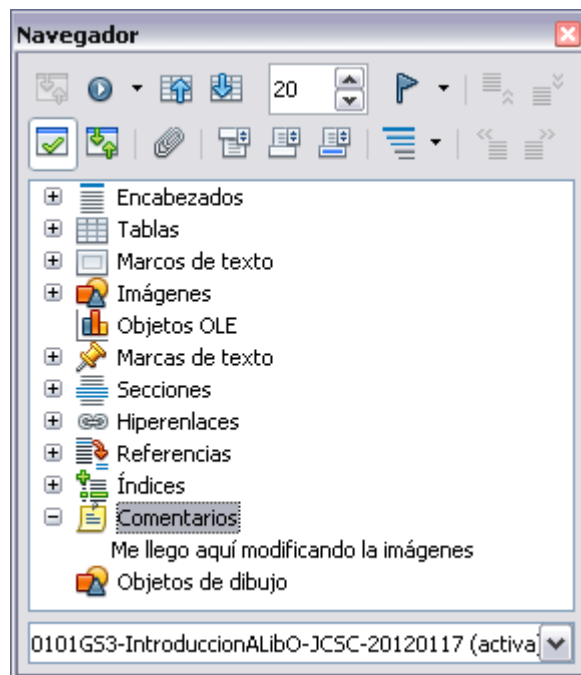 Navegador
20
Encabezados
Tablas
Marcos de texto
Imágenes
Objetos OLE
Marcas de texto
Secciones
Hiperenlaces
Referencias
Índices
Comentarios
Me llego aquí modificando la imágenes
Objetos de dibujo
0101GS3-IntroduccionALibO-JCSC-20120117 (activa)